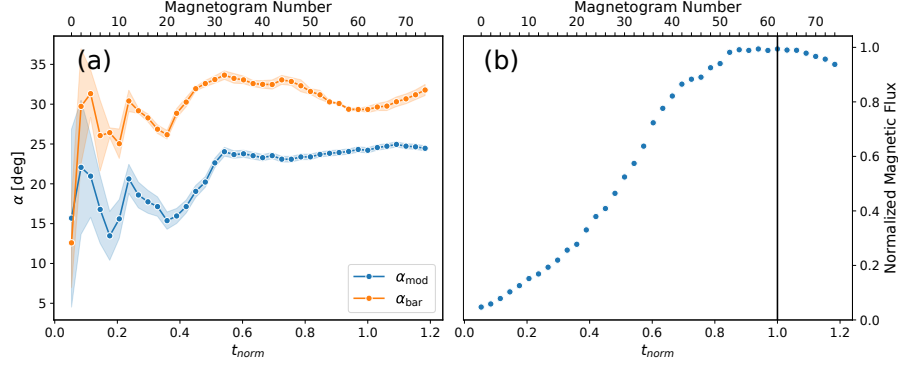 Magnetogram Number
Magnetogram Number
0 10 20 30 40 50 60 70
0 10 20 30 40 50 60 70
(a)
(b)
35
30
25
20
15
10
5
α [deg]
α_mod
α_bar
1.0
0.8
0.6
0.4
0.2
0.0
Normalized Magnetic Flux
0.0 0.2 0.4 0.6 0.8 1.0 1.2
0.0 0.2 0.4 0.6 0.8 1.0 1.2
t_norm
t_norm